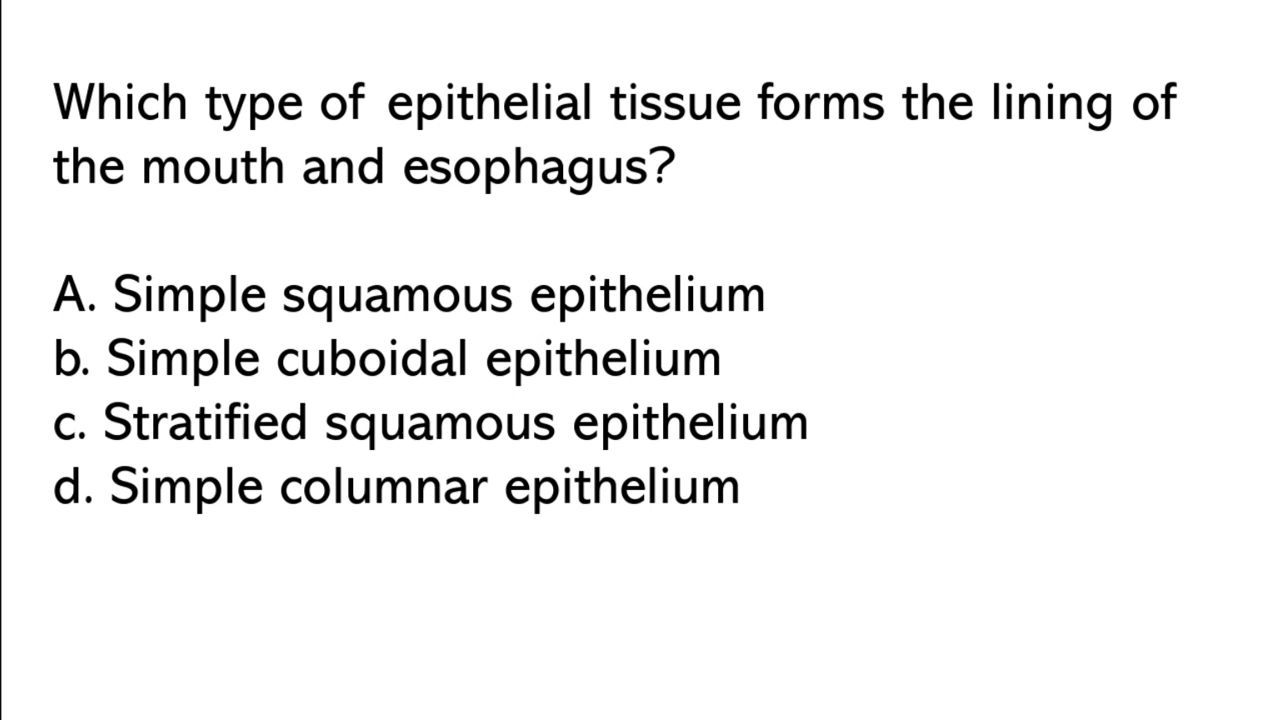 Which type of epithelial tissue forms the lining of
the mouth and esophagus?
A. Simple squamous epithelium
b. Simple cuboidal epithelium
c. Stratified squamous epithelium
d. Simple columnar epithelium